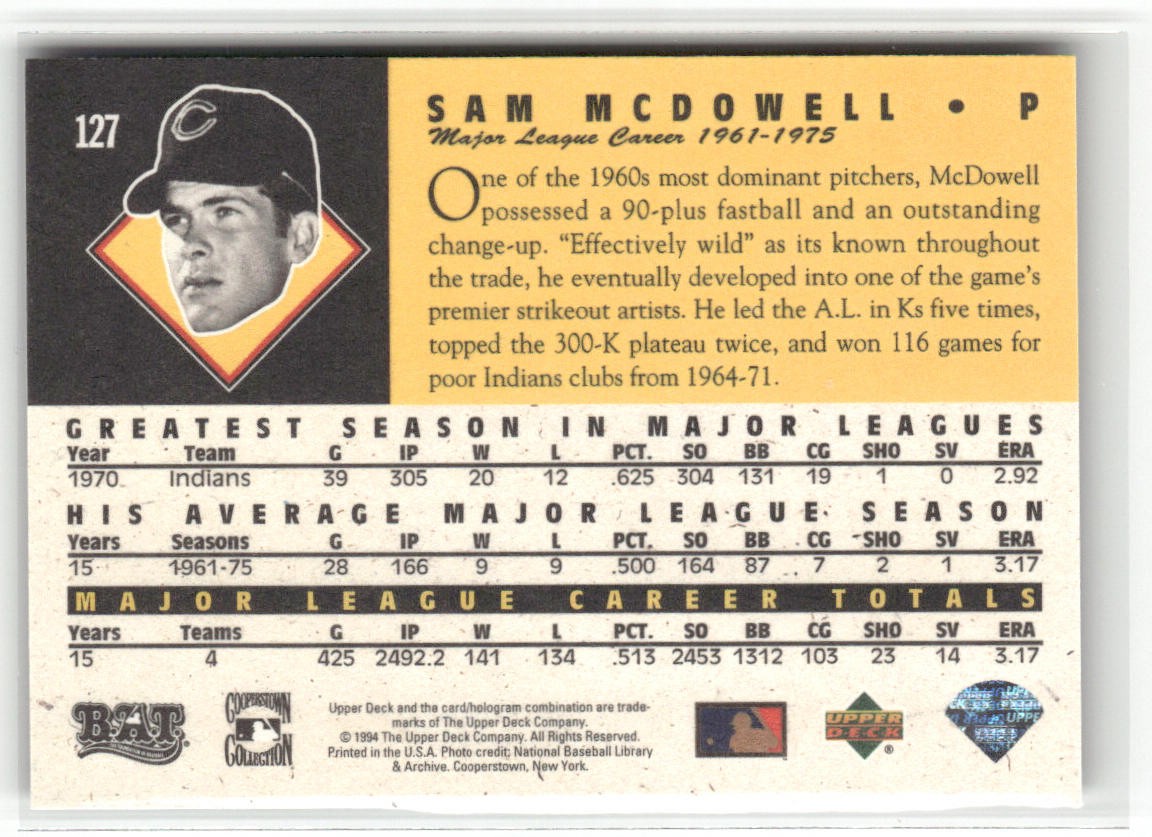 127
C
SAM MCDOWELL • P
Major League Career 1961-1975
One of the 1960s most dominant pitchers, McDowell
possessed a 90-plus fastball and an outstanding
change-up. "Effectively wild" as its known throughout
the trade, he eventually developed into one of the game's
premier strikeout artists. He led the A.L. in Ks five times,
topped the 300-K plateau twice, and won 116 games for
poor Indians clubs from 1964-71.
GREATEST SEASON IN MAJOR LEAGUES
Year Team G IP W L PCT. SO BB CG SHO SV ERA
1970 Indians 39 305 20 12 .625 304 131 19 1 0 2.92
HIS AVERAGE MAJOR LEAGUE SEASON
Years Seasons G IP W L PCT. SO BB CG SHO SV ERA
15 1961-75 28 166 9 9 .500 164 87 7 2 1 3.17
MAJOR LEAGUE CAREER TOTALS
Years Teams G IP W L PCT. SO BB CG SHO SV ERA
15 4 425 2492.2 141 134 .513 2453 1312 103 23 14 3.17
BAT
COOPERSTOWN
COLLECTION
Upper Deck and the card/hologram combination are trade-
marks of The Upper Deck Company.
© 1994 The Upper Deck Company. All Rights Reserved.
Printed in the U.S.A. Photo credit: National Baseball Library
& Archive. Cooperstown, New York.
UPPER
DECK
®